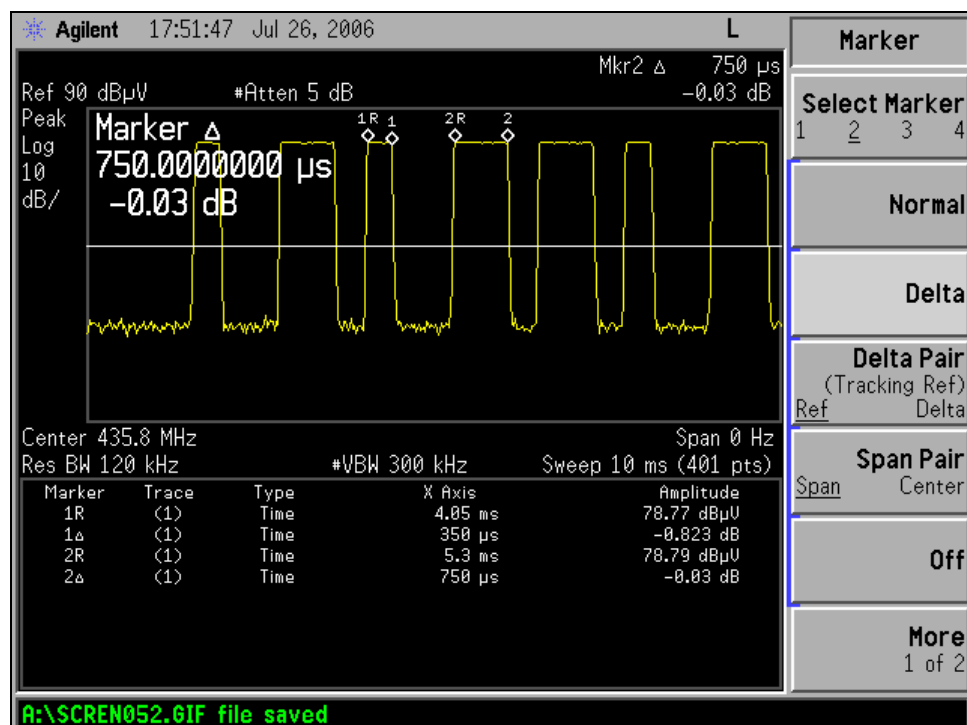 Agilent 17:51:47 Jul 26, 2006 L
Mkr2 Δ 750 µs
Ref 90 dBµV #Atten 5 dB -0.03 dB
Peak
Log
10
dB/
Marker Δ
750.0000000 µs
-0.03 dB
1R 1 2R 2
Center 435.8 MHz Span 0 Hz
Res BW 120 kHz #VBW 300 kHz Sweep 10 ms (401 pts)
Marker Trace Type X Axis Amplitude
1R (1) Time 4.05 ms 78.77 dBµV
1Δ (1) Time 350 µs -0.823 dB
2R (1) Time 5.3 ms 78.79 dBµV
2Δ (1) Time 750 µs -0.03 dB
A:\SCREN052.GIF file saved
Marker
Select Marker
1 2 3 4
Normal
Delta
Delta Pair
(Tracking Ref)
Ref Delta
Span Pair
Span Center
Off
More
1 of 2